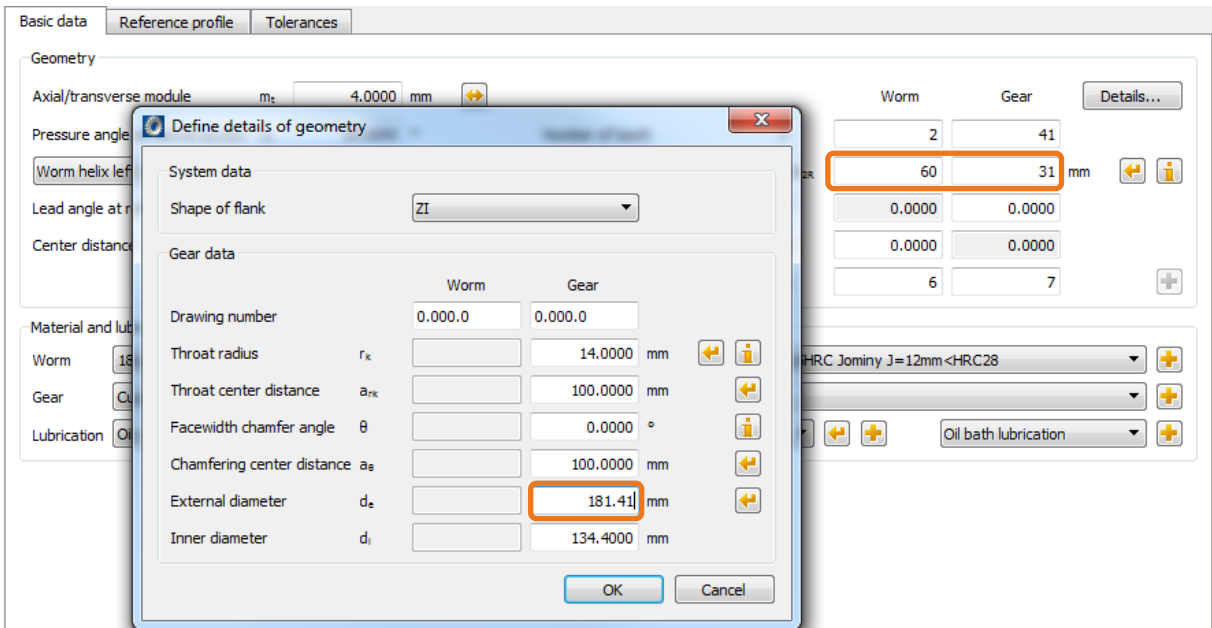 Basic data Reference profile Tolerances
Geometry
Axial/transverse module mₜ 4.0000 mm Worm Gear Details...
Define details of geometry
Pressure angle 2 41
Worm helix left 2R 60 31 mm
System data
Shape of flank ZI
Lead angle at r 0.0000 0.0000
Center distance 0.0000 0.0000
Gear data
6 7
Worm Gear
Drawing number 0.000.0 0.000.0
Material and lub
Worm 18 Throat radius rₖ 14.0000 mm HRC Jominy J=12mm<HRC28
Gear Cu Throat center distance aᵣₖ 100.0000 mm
Lubrication Oi Facewidth chamfer angle θ 0.0000 ° Oil bath lubrication
Chamfering center distance aθ 100.0000 mm
External diameter dₑ 181.41 mm
Inner diameter dᵢ 134.4000 mm
OK Cancel